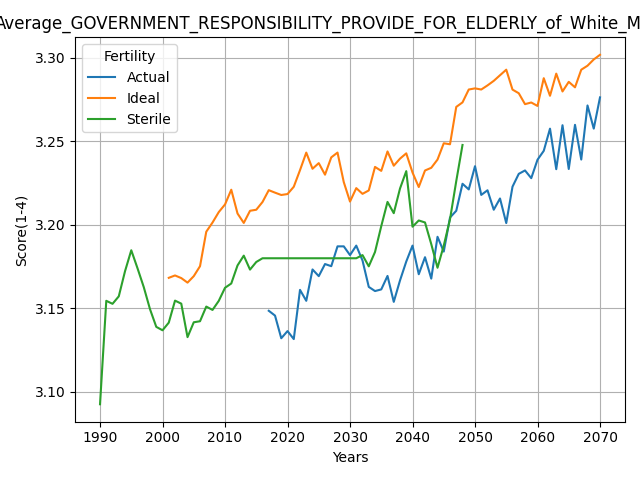 Average_GOVERNMENT_RESPONSIBILITY_PROVIDE_FOR_ELDERLY_of_White_M
Fertility
Actual
Ideal
Sterile
Score(1-4)
3.30
3.25
3.20
3.15
3.10
1990 2000 2010 2020 2030 2040 2050 2060 2070
Years